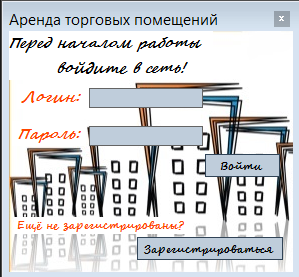 Аренда торговых помещений
x
Перед началом работы
войдите в сеть!
Логин:
Пароль:
Войти
Ещё не зарегистрированы?
Зарегистрироваться